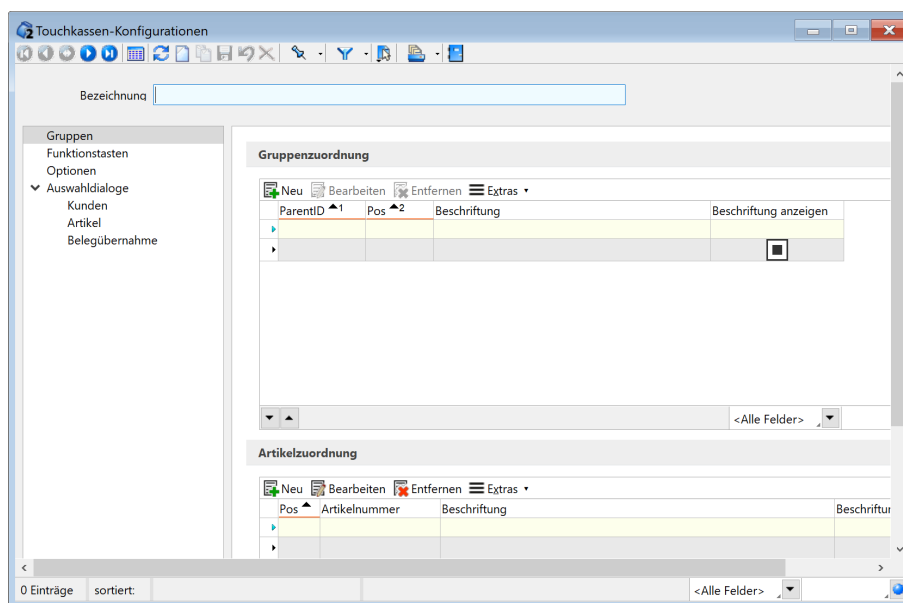 Touchkassen-Konfigurationen
Bezeichnung
Gruppen
Funktionstasten
Optionen
Auswahldialoge
Kunden
Artikel
Belegübernahme
Gruppenzuordnung
Neu Bearbeiten Entfernen Extras
ParentID 1 Pos 2 Beschriftung Beschriftung anzeigen
<Alle Felder>
Artikelzuordnung
Neu Bearbeiten Entfernen Extras
Pos Artikelnummer Beschriftung Beschriftur
0 Einträge sortiert: <Alle Felder>